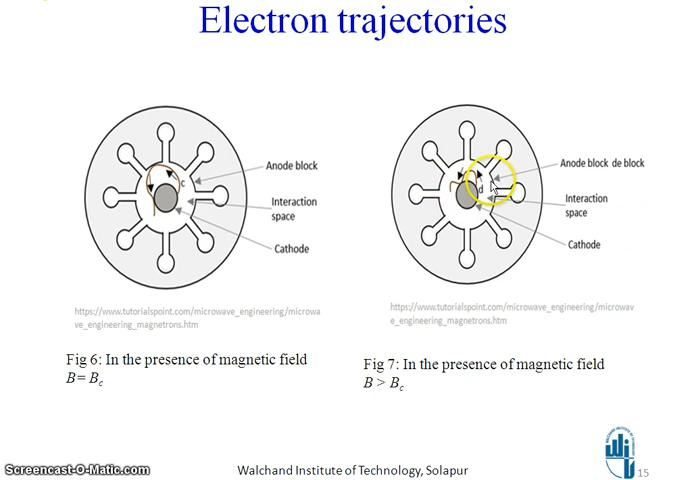 Electron trajectories
c
Anode block
Interaction
space
Cathode
d
Anode block de block
Interaction
space
Cathode
https://www.tutorialspoint.com/microwave_engineering/microwa
ve_engineering_magnetrons.htm
https://www.tutorialspoint.com/microwave_engineering/microwav
e_engineering_magnetrons.htm
Fig 6: In the presence of magnetic field
B= Bc
Fig 7: In the presence of magnetic field
B > Bc
Screencast-O-Matic.com
Walchand Institute of Technology, Solapur
15